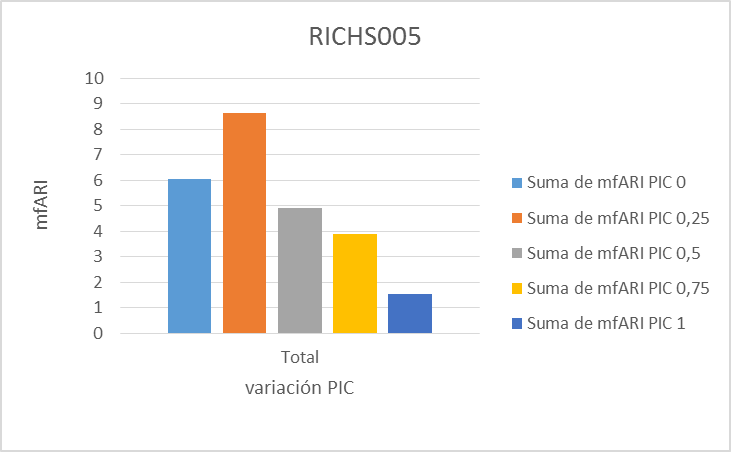 RICHS005
10
9
8
7
6
5
4
3
2
1
0
mfARI
Total
variación PIC
Suma de mfARI PIC 0
Suma de mfARI PIC 0,25
Suma de mfARI PIC 0,5
Suma de mfARI PIC 0,75
Suma de mfARI PIC 1